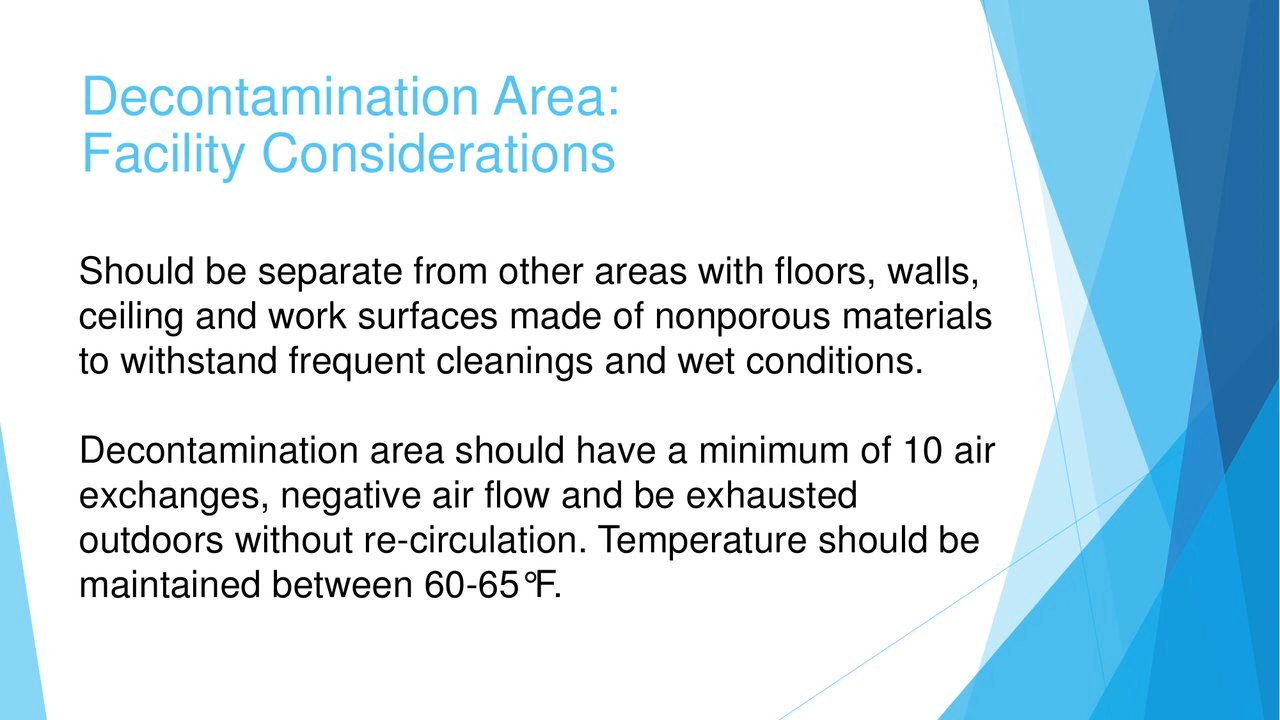 Decontamination Area:
Facility Considerations
Should be separate from other areas with floors, walls,
ceiling and work surfaces made of nonporous materials
to withstand frequent cleanings and wet conditions.
Decontamination area should have a minimum of 10 air
exchanges, negative air flow and be exhausted
outdoors without re-circulation. Temperature should be
maintained between 60-65°F.